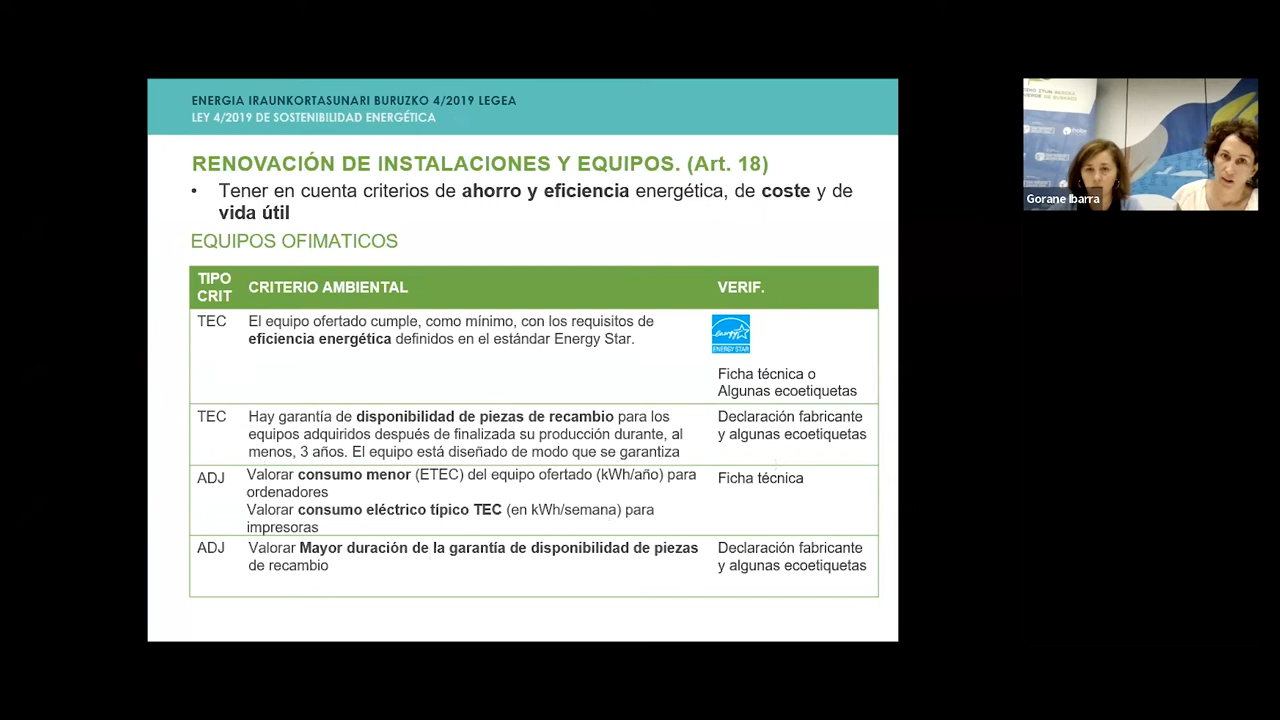 ENERGIA IRAUNKORTASUNARI BURUZKO 4/2019 LEGEA
LEY 4/2019 DE SOSTENIBILIDAD ENERGÉTICA
RENOVACIÓN DE INSTALACIONES Y EQUIPOS. (Art. 18)
• Tener en cuenta criterios de ahorro y eficiencia energética, de coste y de
vida útil
EQUIPOS OFIMATICOS
TIPO
CRIT
CRITERIO AMBIENTAL
VERIF.
TEC
El equipo ofertado cumple, como mínimo, con los requisitos de
eficiencia energética definidos en el estándar Energy Star.
energy
ENERGY STAR
Ficha técnica o
Algunas ecoetiquetas
TEC
Hay garantía de disponibilidad de piezas de recambio para los
equipos adquiridos después de finalizada su producción durante, al
menos, 3 años. El equipo está diseñado de modo que se garantiza
Declaración fabricante
y algunas ecoetiquetas
ADJ
Valorar consumo menor (ETEC) del equipo ofertado (kWh/año) para
ordenadores
Valorar consumo eléctrico típico TEC (en kWh/semana) para
impresoras
Ficha técnica
ADJ
Valorar Mayor duración de la garantía de disponibilidad de piezas
de recambio
Declaración fabricante
y algunas ecoetiquetas
Gorane Ibarra